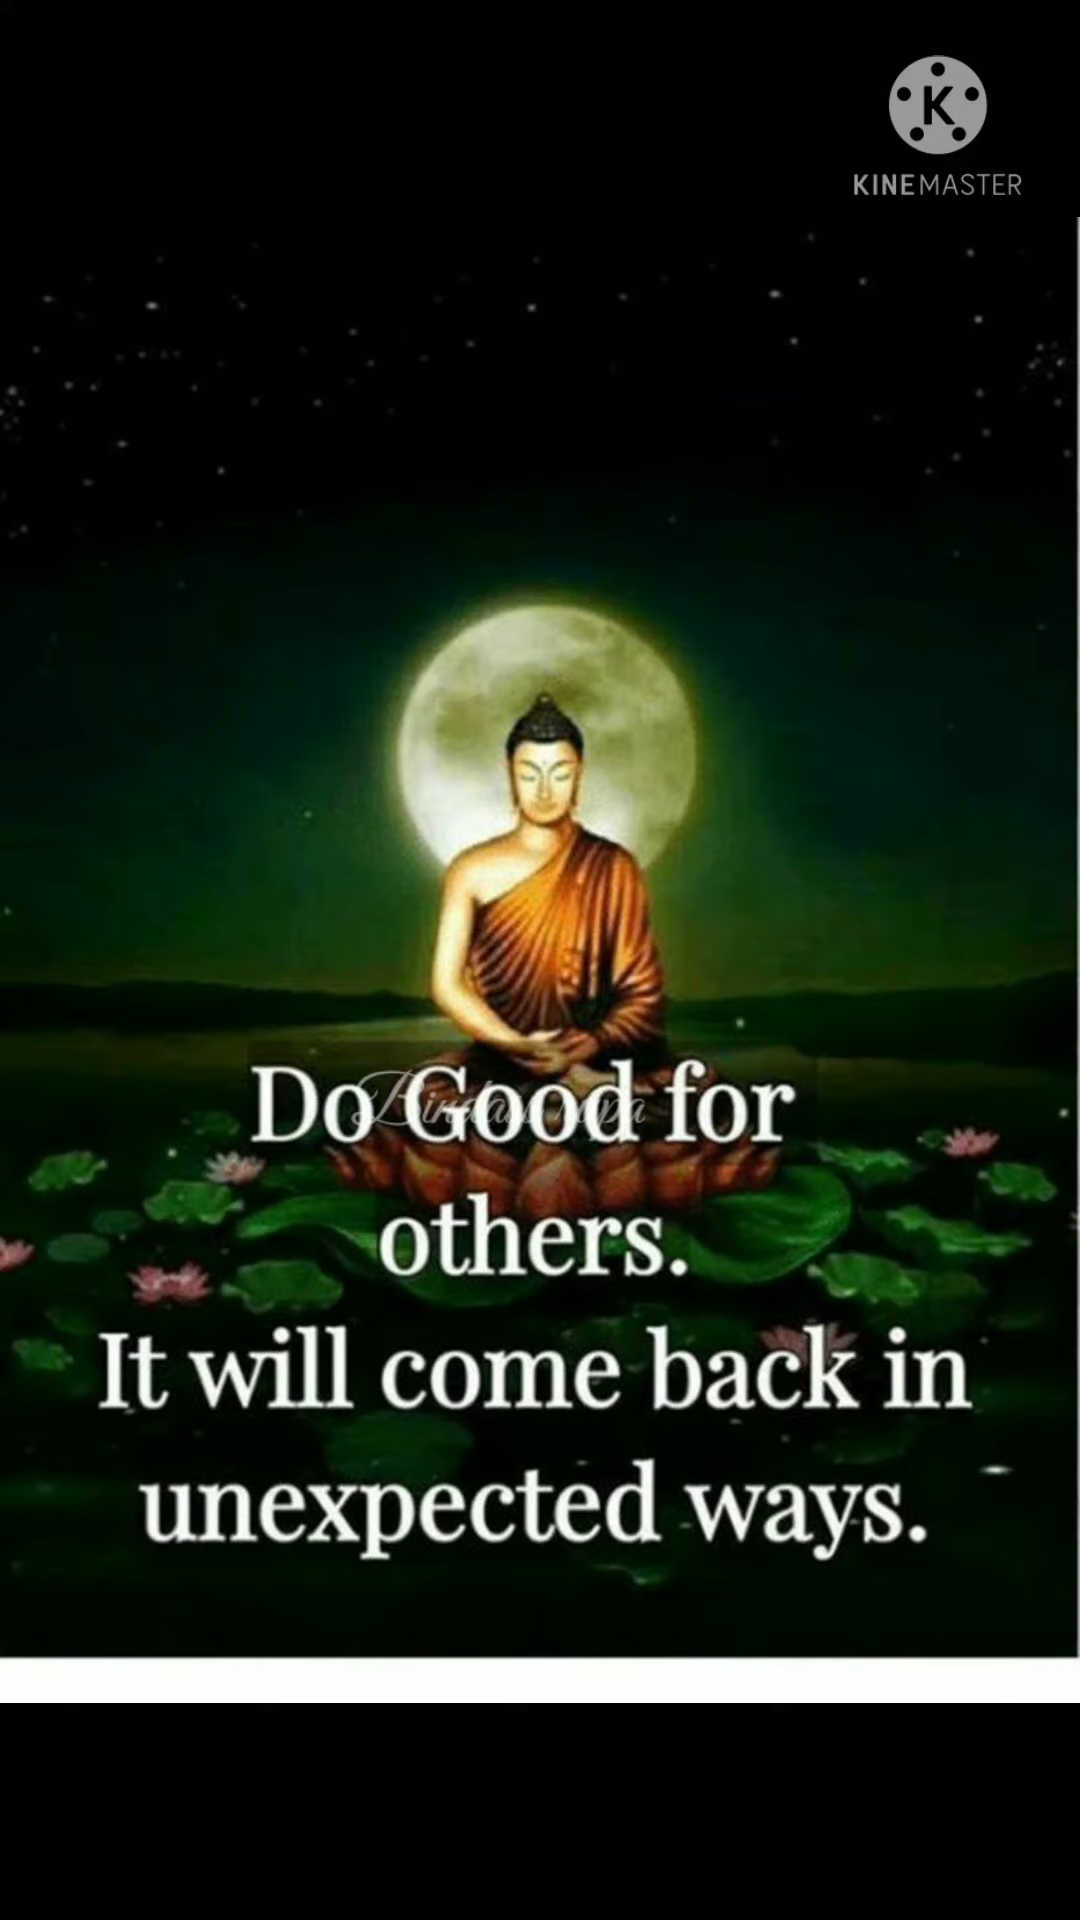 K
KINEMASTER
Do Good for
others.
It will come back in
unexpected ways.